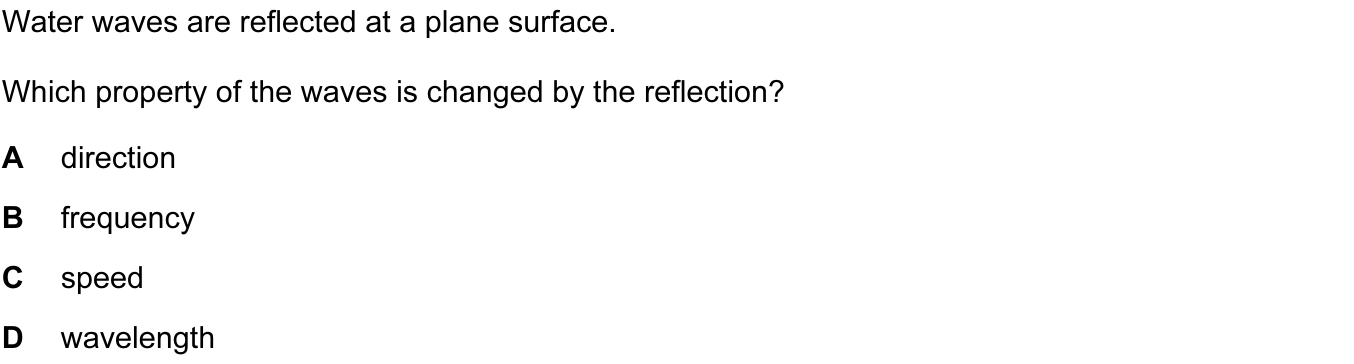 Water waves are reflected at a plane surface.
Which property of the waves is changed by the reflection?
A direction
B frequency
C speed
D wavelength